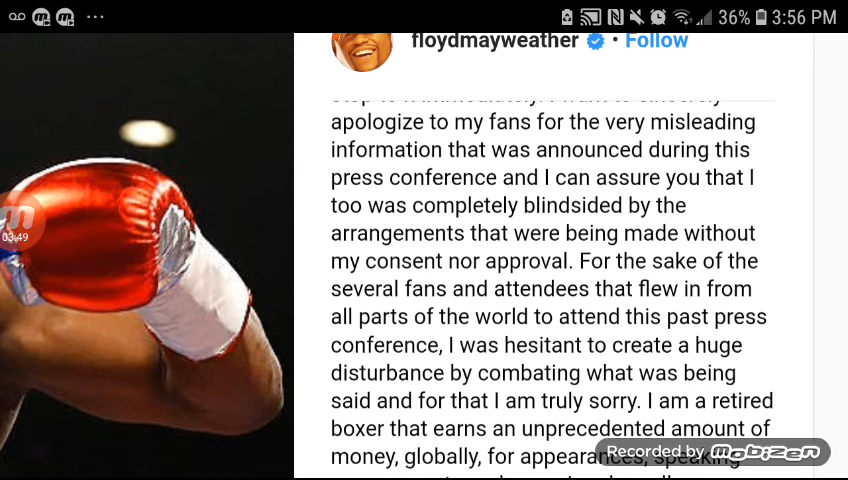 36% 3:56 PM
floydmayweather • Follow
apologize to my fans for the very misleading
information that was announced during this
press conference and I can assure you that I
too was completely blindsided by the
arrangements that were being made without
my consent nor approval. For the sake of the
several fans and attendees that flew in from
all parts of the world to attend this past press
conference, I was hesitant to create a huge
disturbance by combating what was being
said and for that I am truly sorry. I am a retired
boxer that earns an unprecedented amount of
money, globally, for appearances, speaking
03:49
Recorded by mobizen